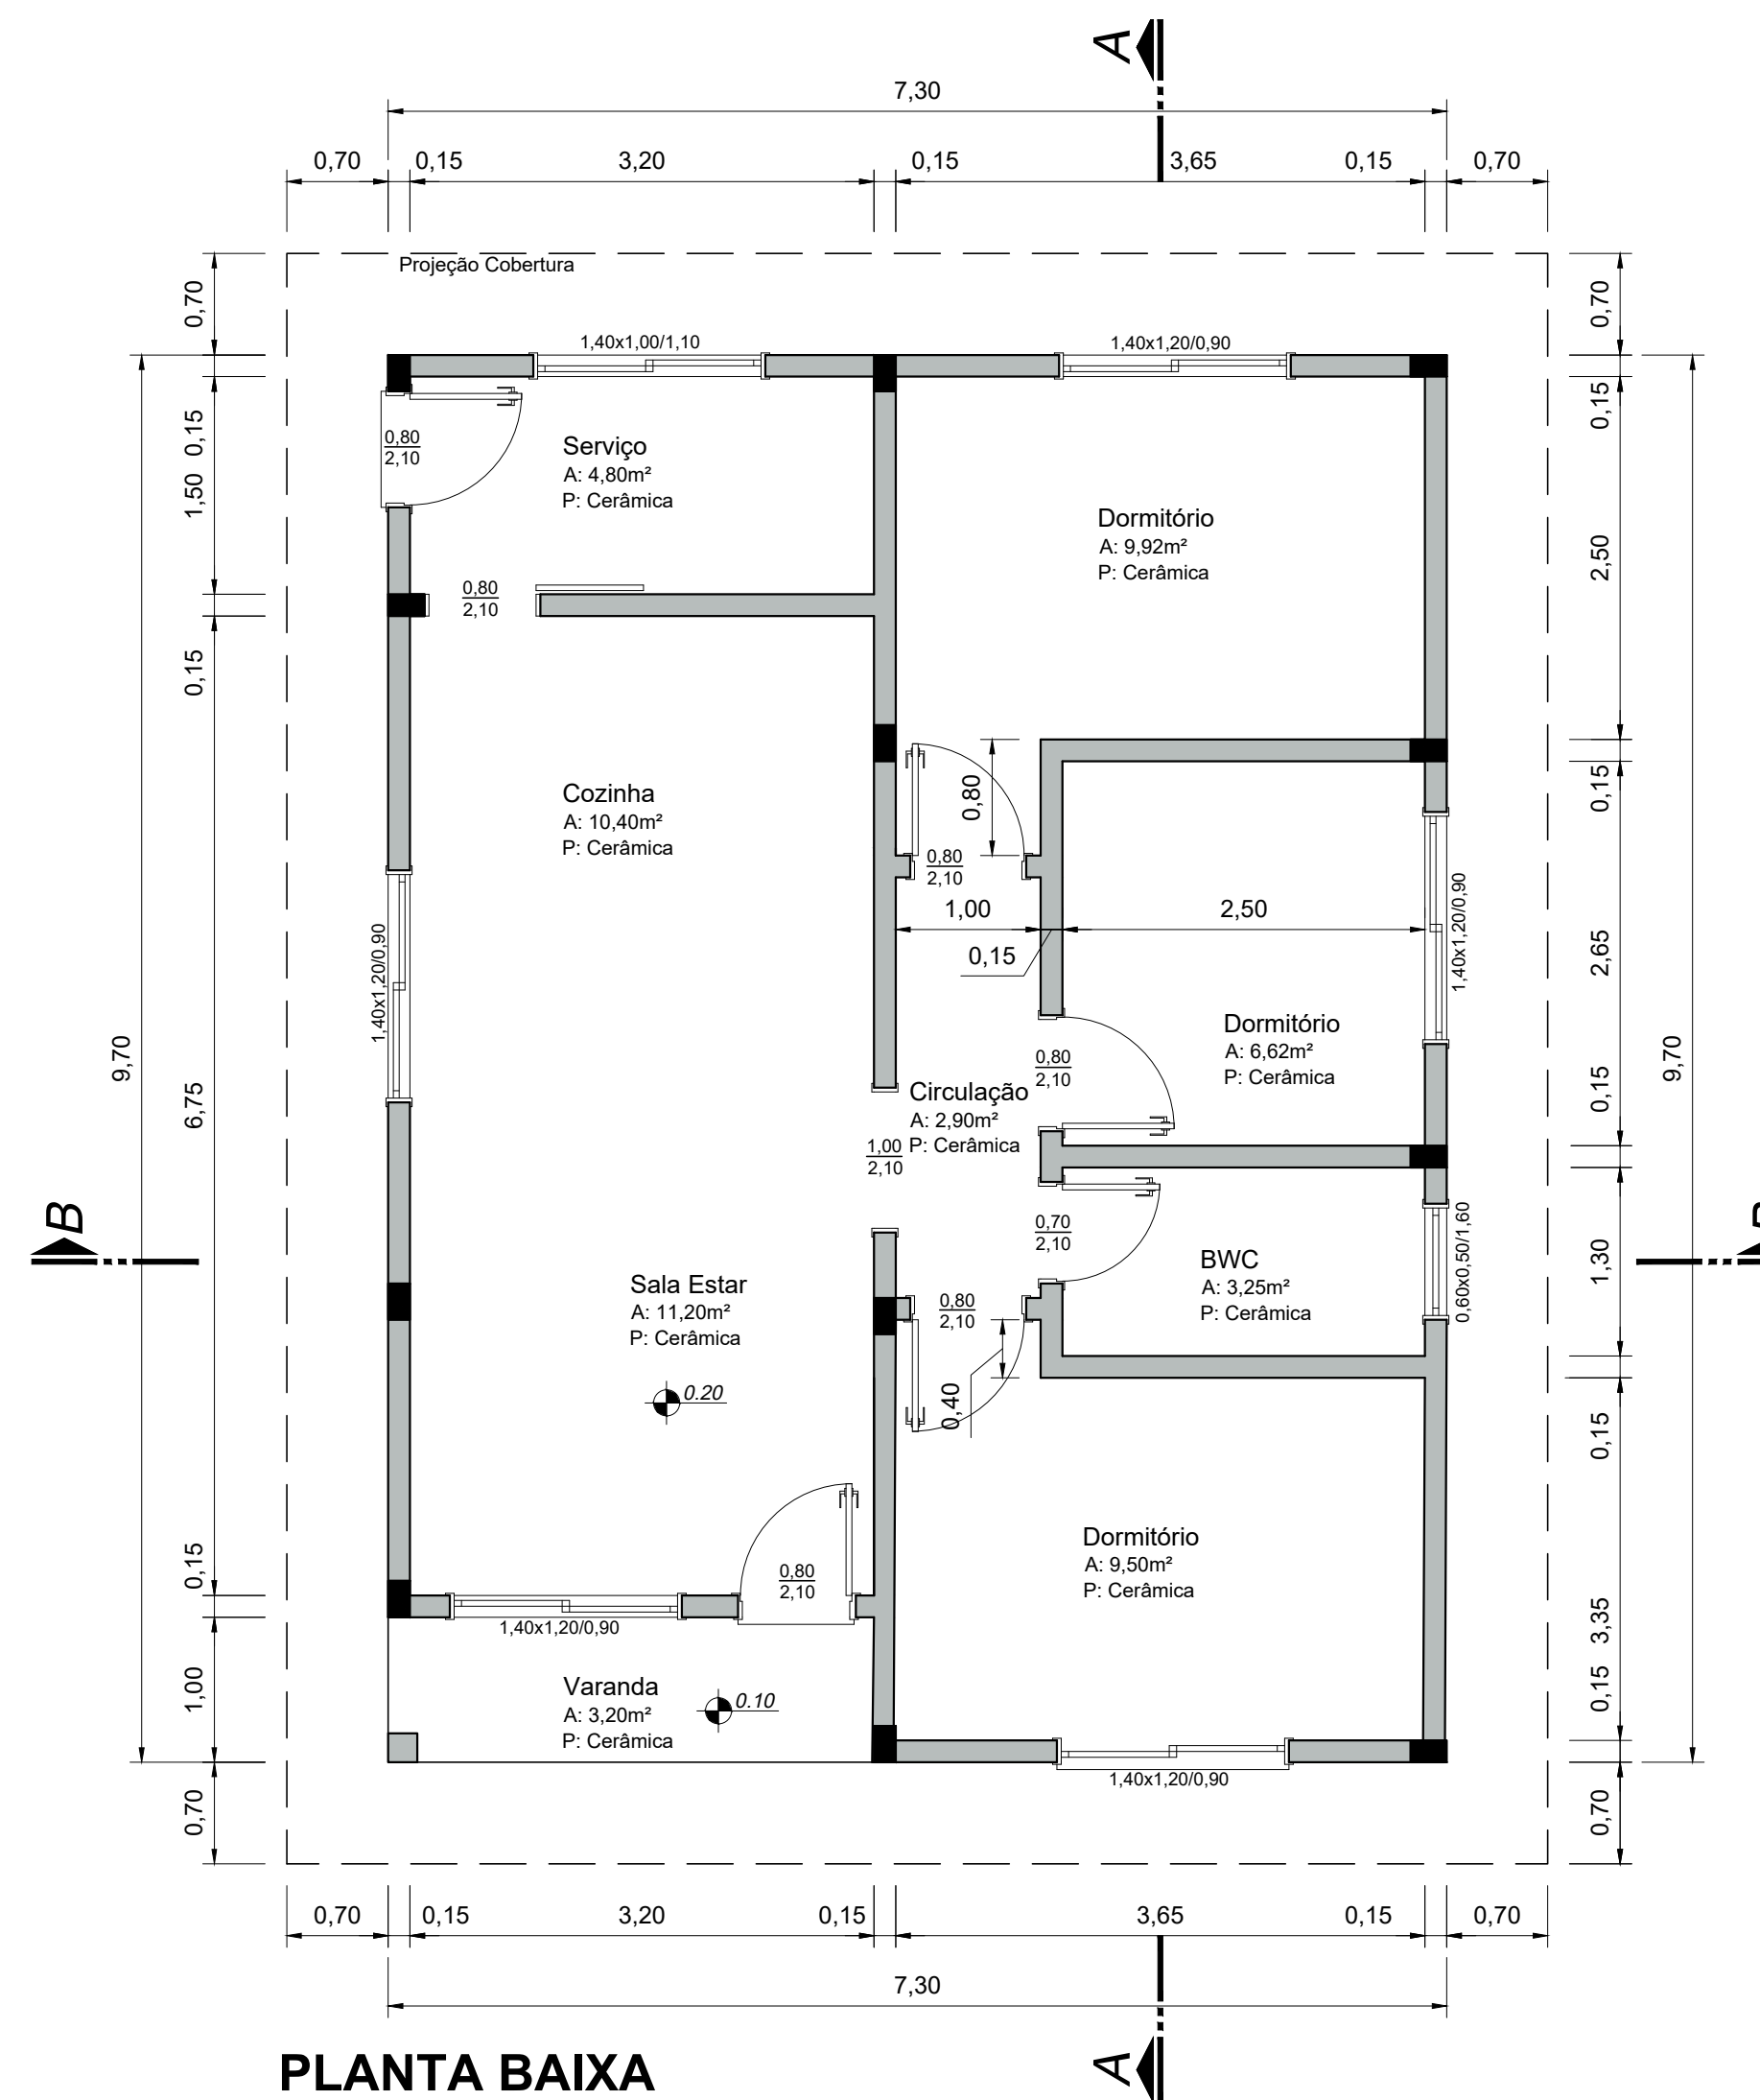 A
7,30
0,70 0,15 3,20 0,15 3,65 0,15 0,70
Projeção Cobertura
0,70
0,70
1,40x1,00/1,10
1,40x1,20/0,90
0,15
0,15
0,80
2,10
Serviço
A: 4,80m²
P: Cerâmica
1,50
Dormitório
A: 9,92m²
P: Cerâmica
2,50
0,80
2,10
0,15
Cozinha
A: 10,40m²
P: Cerâmica
0,80
0,15
0,80
2,10
1,00
2,50
0,15
1,40x1,20/0,90
1,40x1,20/0,90
2,65
9,70
9,70
6,75
Dormitório
A: 6,62m²
P: Cerâmica
0,80
2,10
Circulação
A: 2,90m²
P: Cerâmica
1,00
2,10
0,15
B
0,70
2,10
BWC
A: 3,25m²
P: Cerâmica
0,60x0,50/1,60
1,30
Sala Estar
A: 11,20m²
P: Cerâmica
0,80
2,10
0.20
0,40
0,15
Dormitório
A: 9,50m²
P: Cerâmica
0,15
0,80
2,10
1,40x1,20/0,90
3,35
Varanda
A: 3,20m²
P: Cerâmica
0.10
1,00
0,15
1,40x1,20/0,90
0,70
0,70
0,70 0,15 3,20 0,15 3,65 0,15 0,70
7,30
A
PLANTA BAIXA